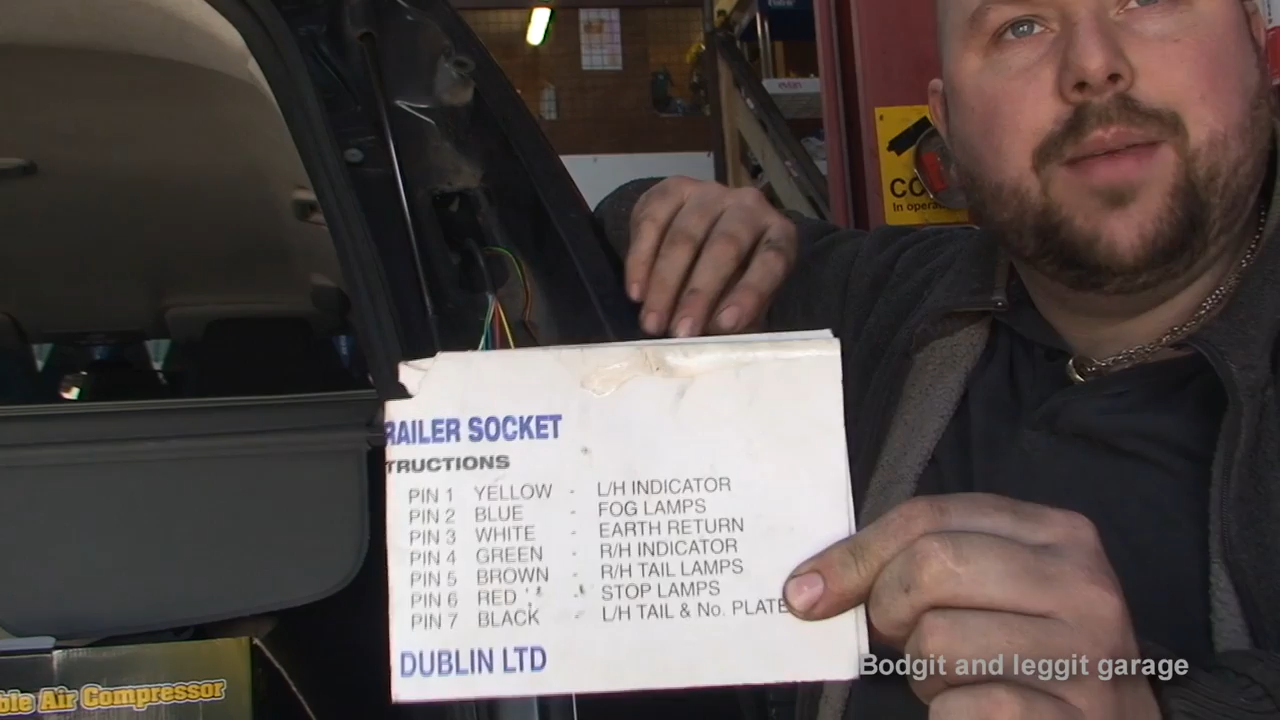 CO
In opera
RAILER SOCKET
TRUCTIONS
PIN 1 YELLOW - L/H INDICATOR
PIN 2 BLUE - FOG LAMPS
PIN 3 WHITE - EARTH RETURN
PIN 4 GREEN - R/H INDICATOR
PIN 5 BROWN - R/H TAIL LAMPS
PIN 6 RED - STOP LAMPS
PIN 7 BLACK - L/H TAIL & No. PLATE
DUBLIN LTD
ble Air Compressor
Bodgit and leggit garage